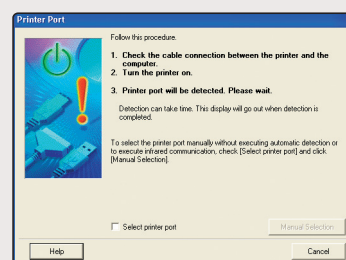 Printer Port
Follow this procedure.
1. Check the cable connection between the printer and the
computer.
2. Turn the printer on.
3. Printer port will be detected. Please wait.
Detection can take time. This display will go out when detection is
completed.
To select the printer port manually without executing automatic detection or
to execute infrared communication, check [Select printer port] and click
[Manual Selection].
Select printer port
Manual Selection
Help
Cancel